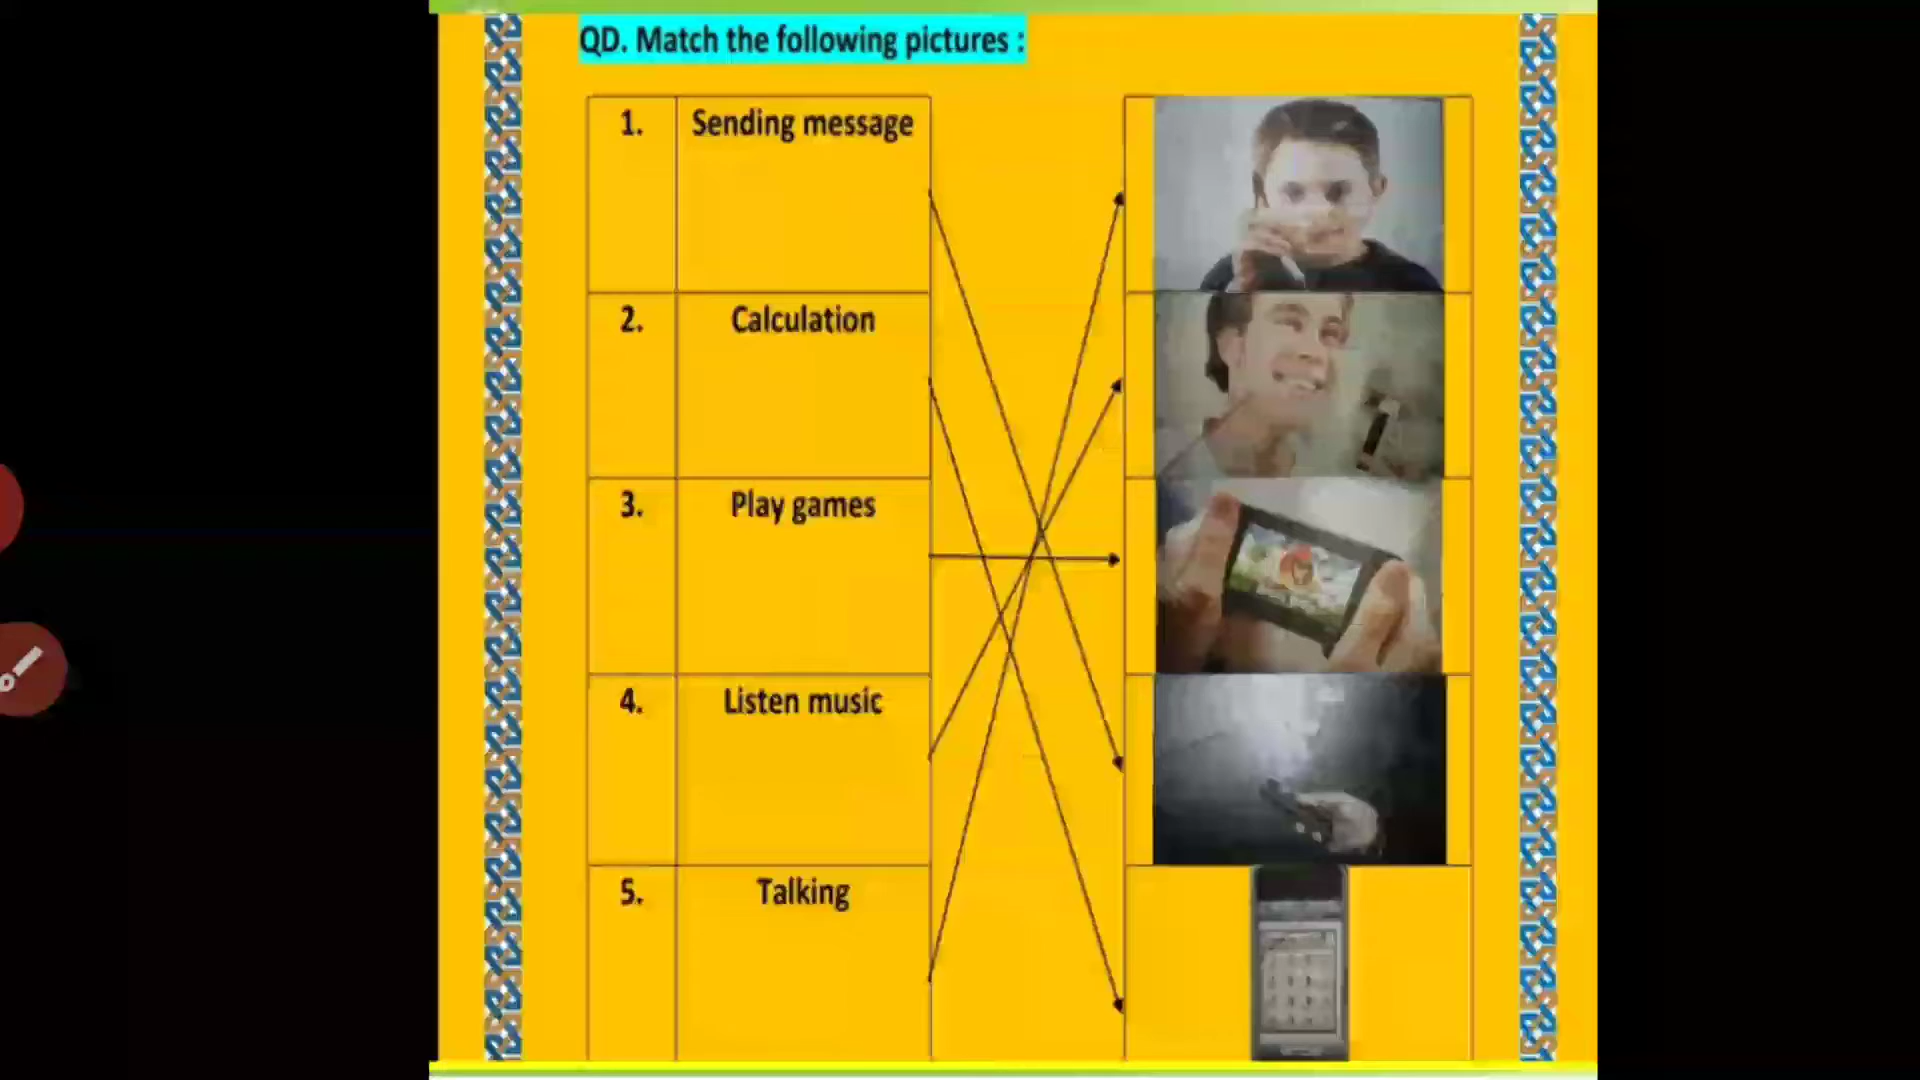 QD. Match the following pictures :
1. Sending message
2. Calculation
3. Play games
4. Listen music
5. Talking